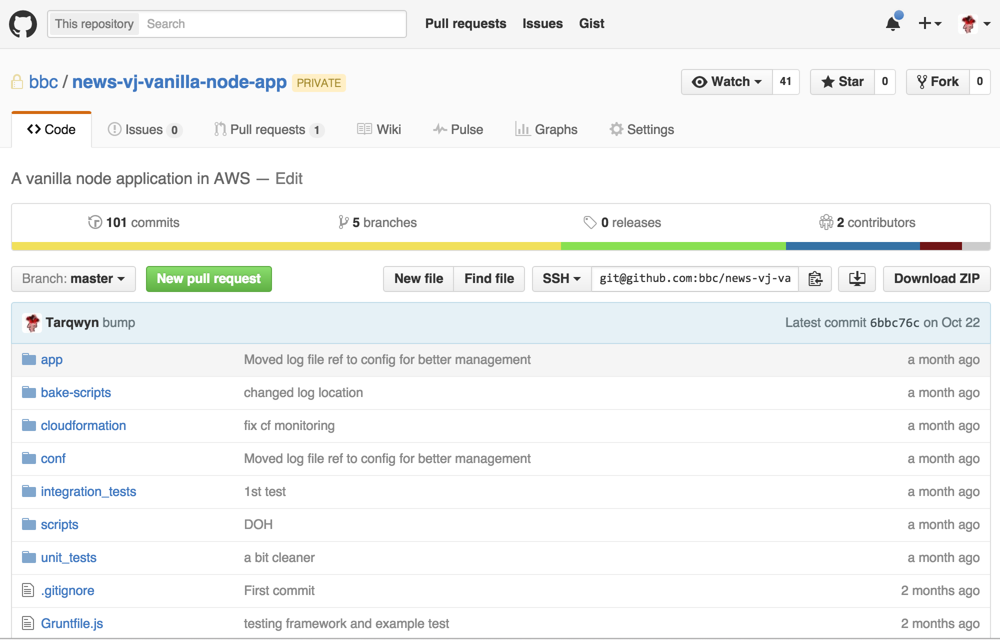 This repository Search Pull requests Issues Gist
bbc / news-vj-vanilla-node-app PRIVATE Watch 41 Star 0 Fork 0
Code Issues 0 Pull requests 1 Wiki Pulse Graphs Settings
A vanilla node application in AWS — Edit
101 commits 5 branches 0 releases 2 contributors
Branch: master New pull request New file Find file SSH git@github.com:bbc/news-vj-va Download ZIP
Tarqwyn bump Latest commit 6bbc76c on Oct 22
app Moved log file ref to config for better management a month ago
bake-scripts changed log location a month ago
cloudformation fix cf monitoring a month ago
conf Moved log file ref to config for better management a month ago
integration_tests 1st test a month ago
scripts DOH a month ago
unit_tests a bit cleaner a month ago
.gitignore First commit 2 months ago
Gruntfile.js testing framework and example test 2 months ago